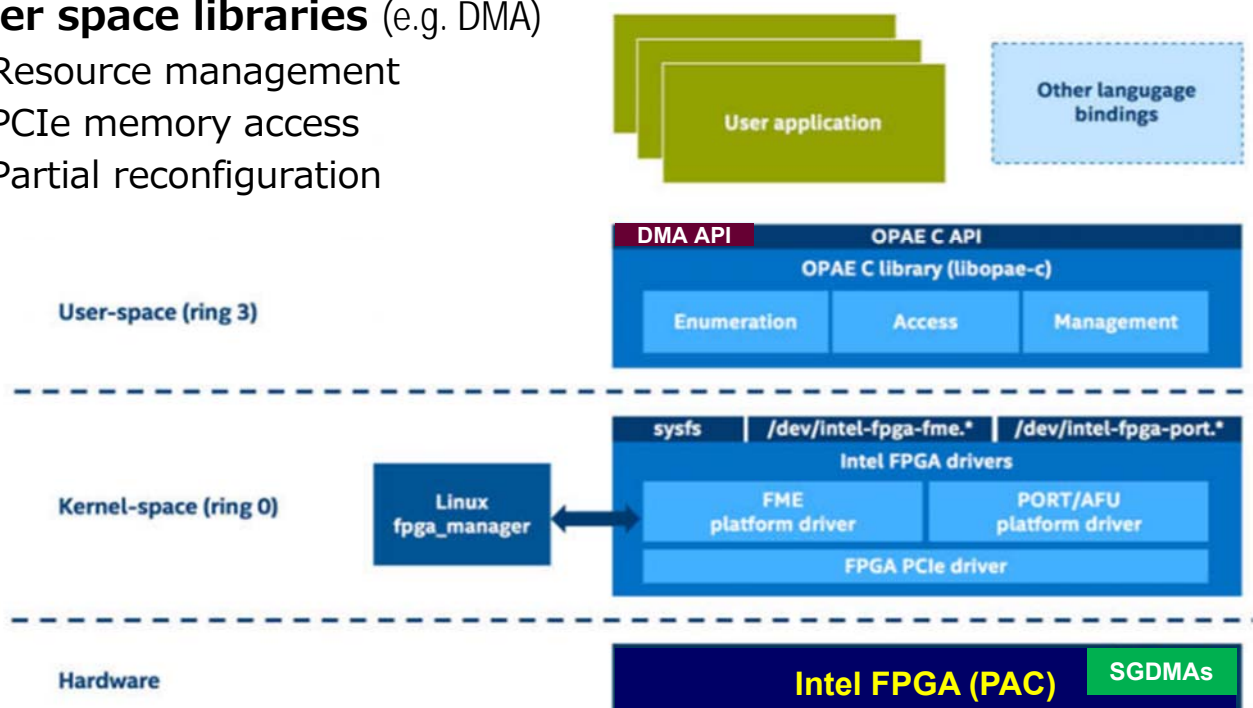 er space libraries (e.g. DMA)
Resource management
PCIe memory access
Partial reconfiguration
User application
Other langugage
bindings
DMA API
OPAE C API
OPAE C library (libopae-c)
User-space (ring 3)
Enumeration
Access
Management
sysfs
/dev/intel-fpga-fme.*
/dev/intel-fpga-port.*
Intel FPGA drivers
Kernel-space (ring 0)
Linux
fpga_manager
FME
platform driver
PORT/AFU
platform driver
FPGA PCIe driver
Hardware
Intel FPGA (PAC)
SGDMAs